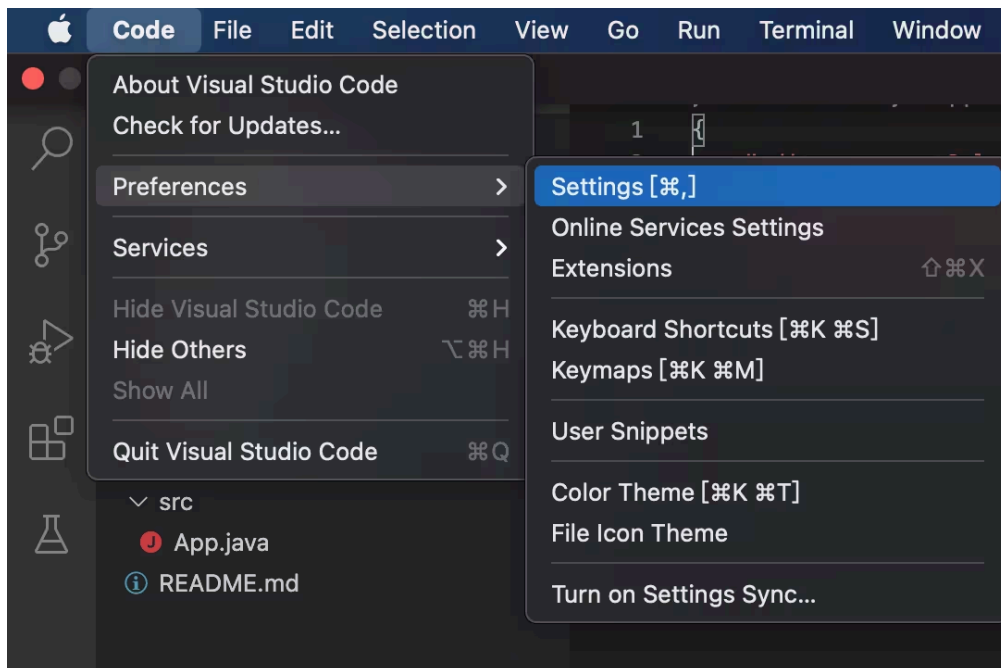 Code File Edit Selection View Go Run Terminal Window
About Visual Studio Code
Check for Updates...
Preferences
Services
Hide Visual Studio Code ⌘H
Hide Others ⌥⌘H
Show All
Quit Visual Studio Code ⌘Q
1 {
Settings [⌘,]
Online Services Settings
Extensions ⇧⌘X
Keyboard Shortcuts [⌘K ⌘S]
Keymaps [⌘K ⌘M]
User Snippets
Color Theme [⌘K ⌘T]
File Icon Theme
Turn on Settings Sync...
src
J App.java
README.md